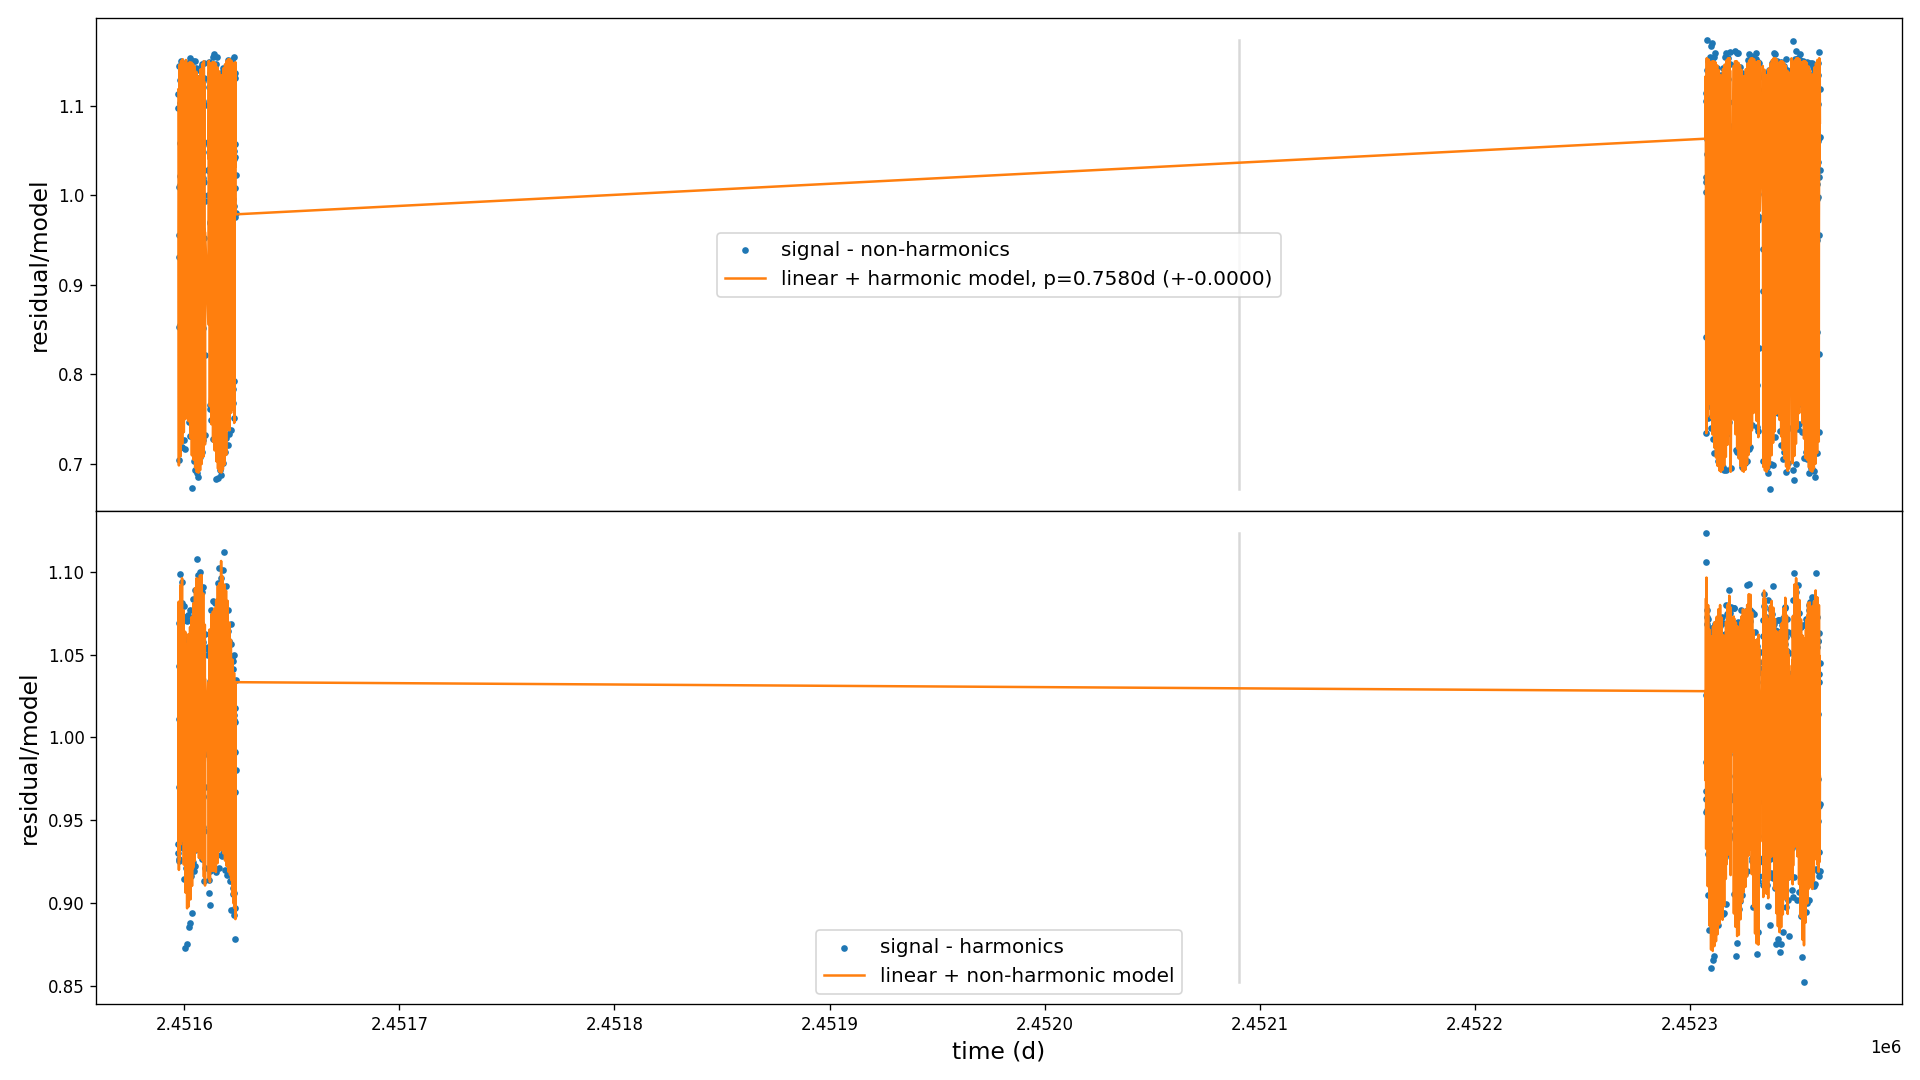 1.1
1.0
0.9
0.8
0.7
residual/model
signal - non-harmonics
linear + harmonic model, p=0.7580d (+-0.0000)
1.10
1.05
1.00
0.95
0.90
0.85
residual/model
signal - harmonics
linear + non-harmonic model
2.4516 2.4517 2.4518 2.4519 2.4520 2.4521 2.4522 2.4523
1e6
time (d)